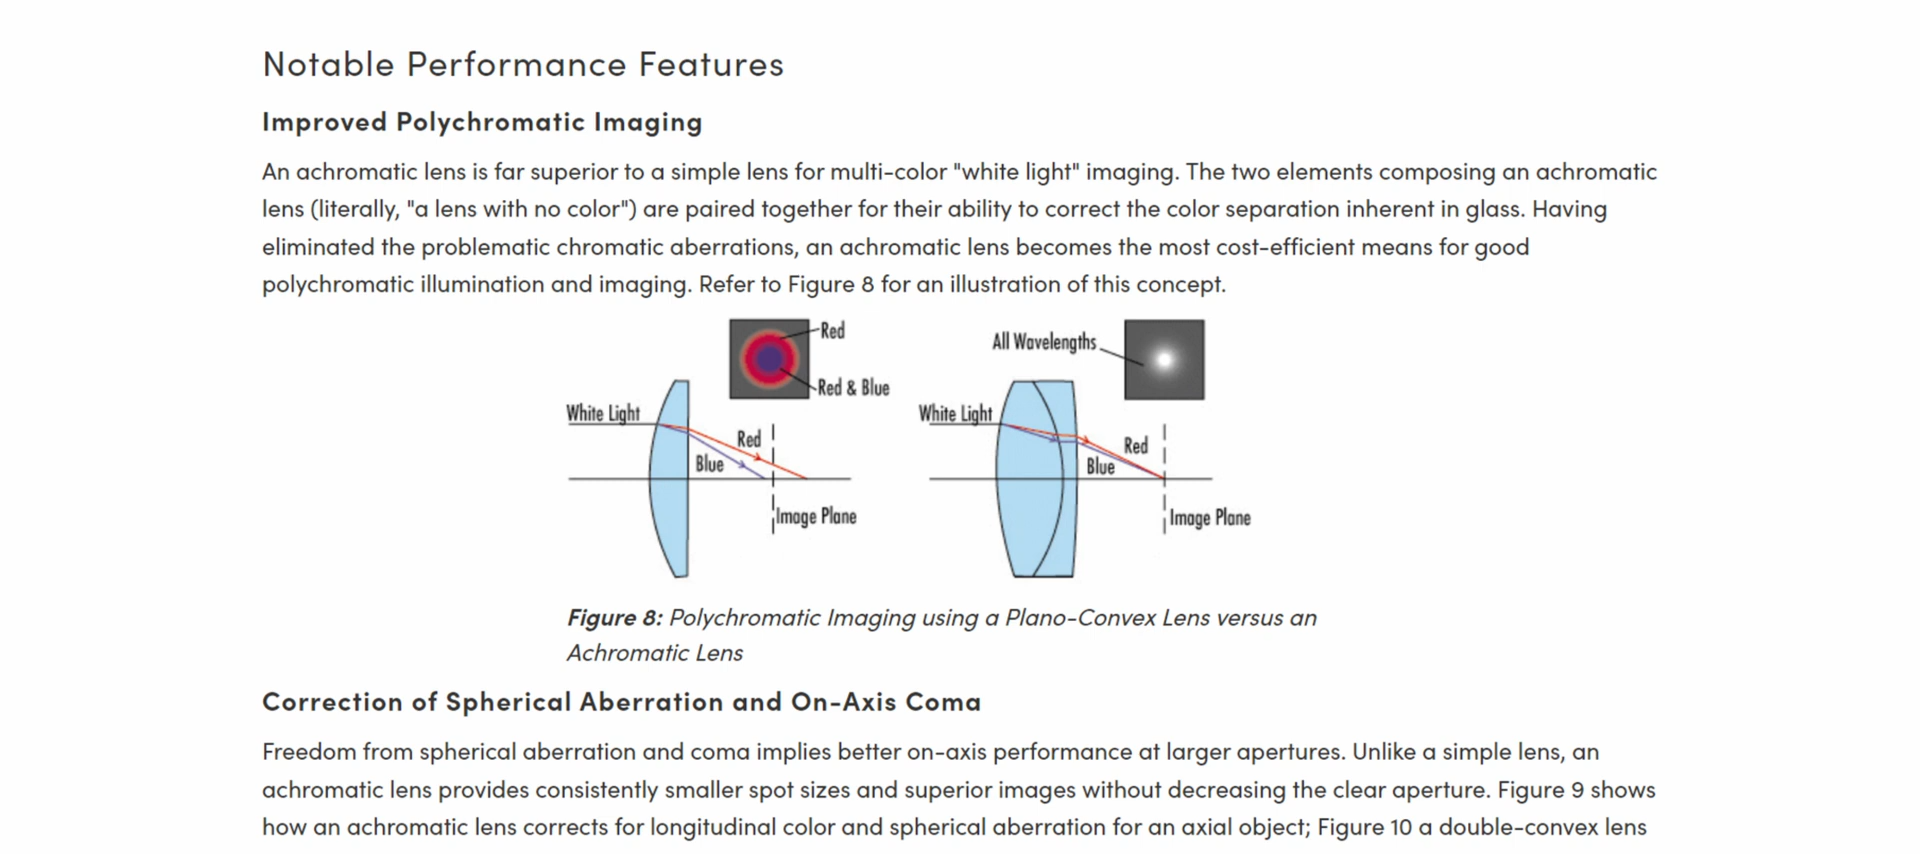 Notable Performance Features
Improved Polychromatic Imaging
An achromatic lens is far superior to a simple lens for multi-color "white light" imaging. The two elements composing an achromatic
lens (literally, "a lens with no color") are paired together for their ability to correct the color separation inherent in glass. Having
eliminated the problematic chromatic aberrations, an achromatic lens becomes the most cost-efficient means for good
polychromatic illumination and imaging. Refer to Figure 8 for an illustration of this concept.
Red
Red & Blue
White Light
Red
Blue
Image Plane
All Wavelengths
White Light
Red
Blue
Image Plane
Figure 8: Polychromatic Imaging using a Plano-Convex Lens versus an
Achromatic Lens
Correction of Spherical Aberration and On-Axis Coma
Freedom from spherical aberration and coma implies better on-axis performance at larger apertures. Unlike a simple lens, an
achromatic lens provides consistently smaller spot sizes and superior images without decreasing the clear aperture. Figure 9 shows
how an achromatic lens corrects for longitudinal color and spherical aberration for an axial object; Figure 10 a double-convex lens